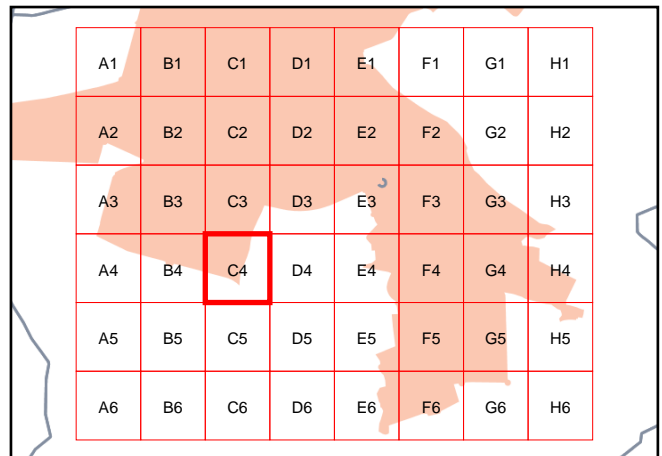 A1 B1 C1 D1 E1 F1 G1 H1
A2 B2 C2 D2 E2 F2 G2 H2
A3 B3 C3 D3 E3 F3 G3 H3
A4 B4 C4 D4 E4 F4 G4 H4
A5 B5 C5 D5 E5 F5 G5 H5
A6 B6 C6 D6 E6 F6 G6 H6